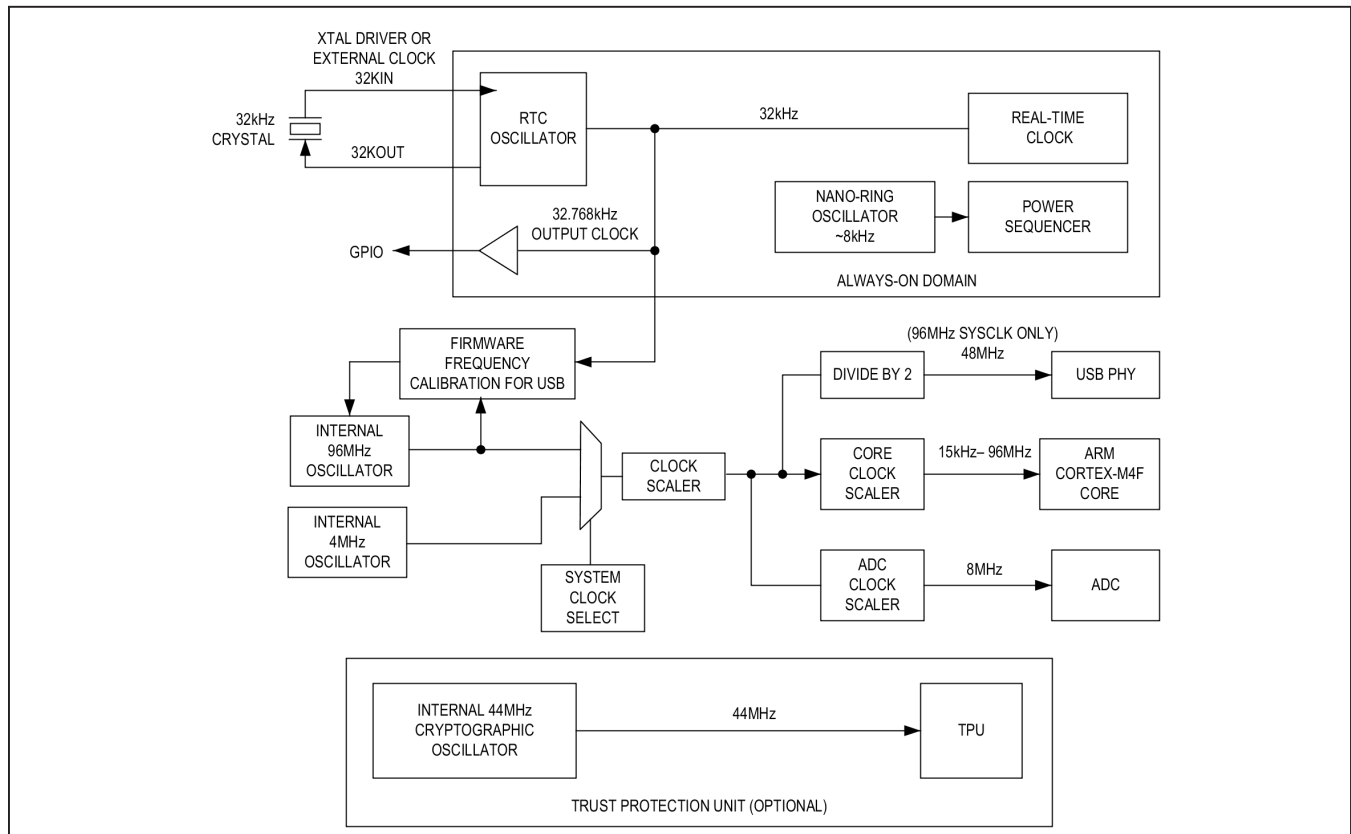 XTAL DRIVER OR
EXTERNAL CLOCK
32KIN
32kHz
CRYSTAL
32KOUT
RTC
OSCILLATOR
32kHz
REAL-TIME
CLOCK
NANO-RING
OSCILLATOR
~8kHz
POWER
SEQUENCER
32.768kHz
OUTPUT CLOCK
GPIO
ALWAYS-ON DOMAIN
FIRMWARE
FREQUENCY
CALIBRATION FOR USB
INTERNAL
96MHz
OSCILLATOR
INTERNAL
4MHz
OSCILLATOR
SYSTEM
CLOCK
SELECT
CLOCK
SCALER
(96MHz SYSCLK ONLY)
48MHz
DIVIDE BY 2
USB PHY
CORE
CLOCK
SCALER
15kHz– 96MHz
ARM
CORTEX-M4F
CORE
ADC
CLOCK
SCALER
8MHz
ADC
INTERNAL 44MHz
CRYPTOGRAPHIC
OSCILLATOR
44MHz
TPU
TRUST PROTECTION UNIT (OPTIONAL)